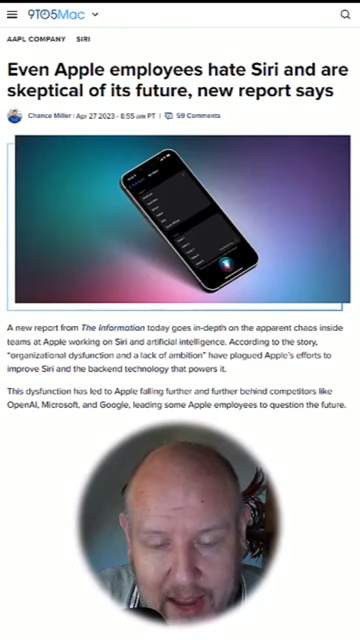 9TO5Mac
AAPL COMPANY SIRI
Even Apple employees hate Siri and are
skeptical of its future, new report says
Chance Miller | Apr 27 2023 - 8:55 am PT | 59 Comments
A new report from The Information today goes in-depth on the apparent chaos inside
teams at Apple working on Siri and artificial intelligence. According to the story,
“organizational dysfunction and a lack of ambition” have plagued Apple’s efforts to
improve Siri and the backend technology that powers it.
This dysfunction has led to Apple falling further and further behind competitors like
OpenAI, Microsoft, and Google, leading some Apple employees to question the future.